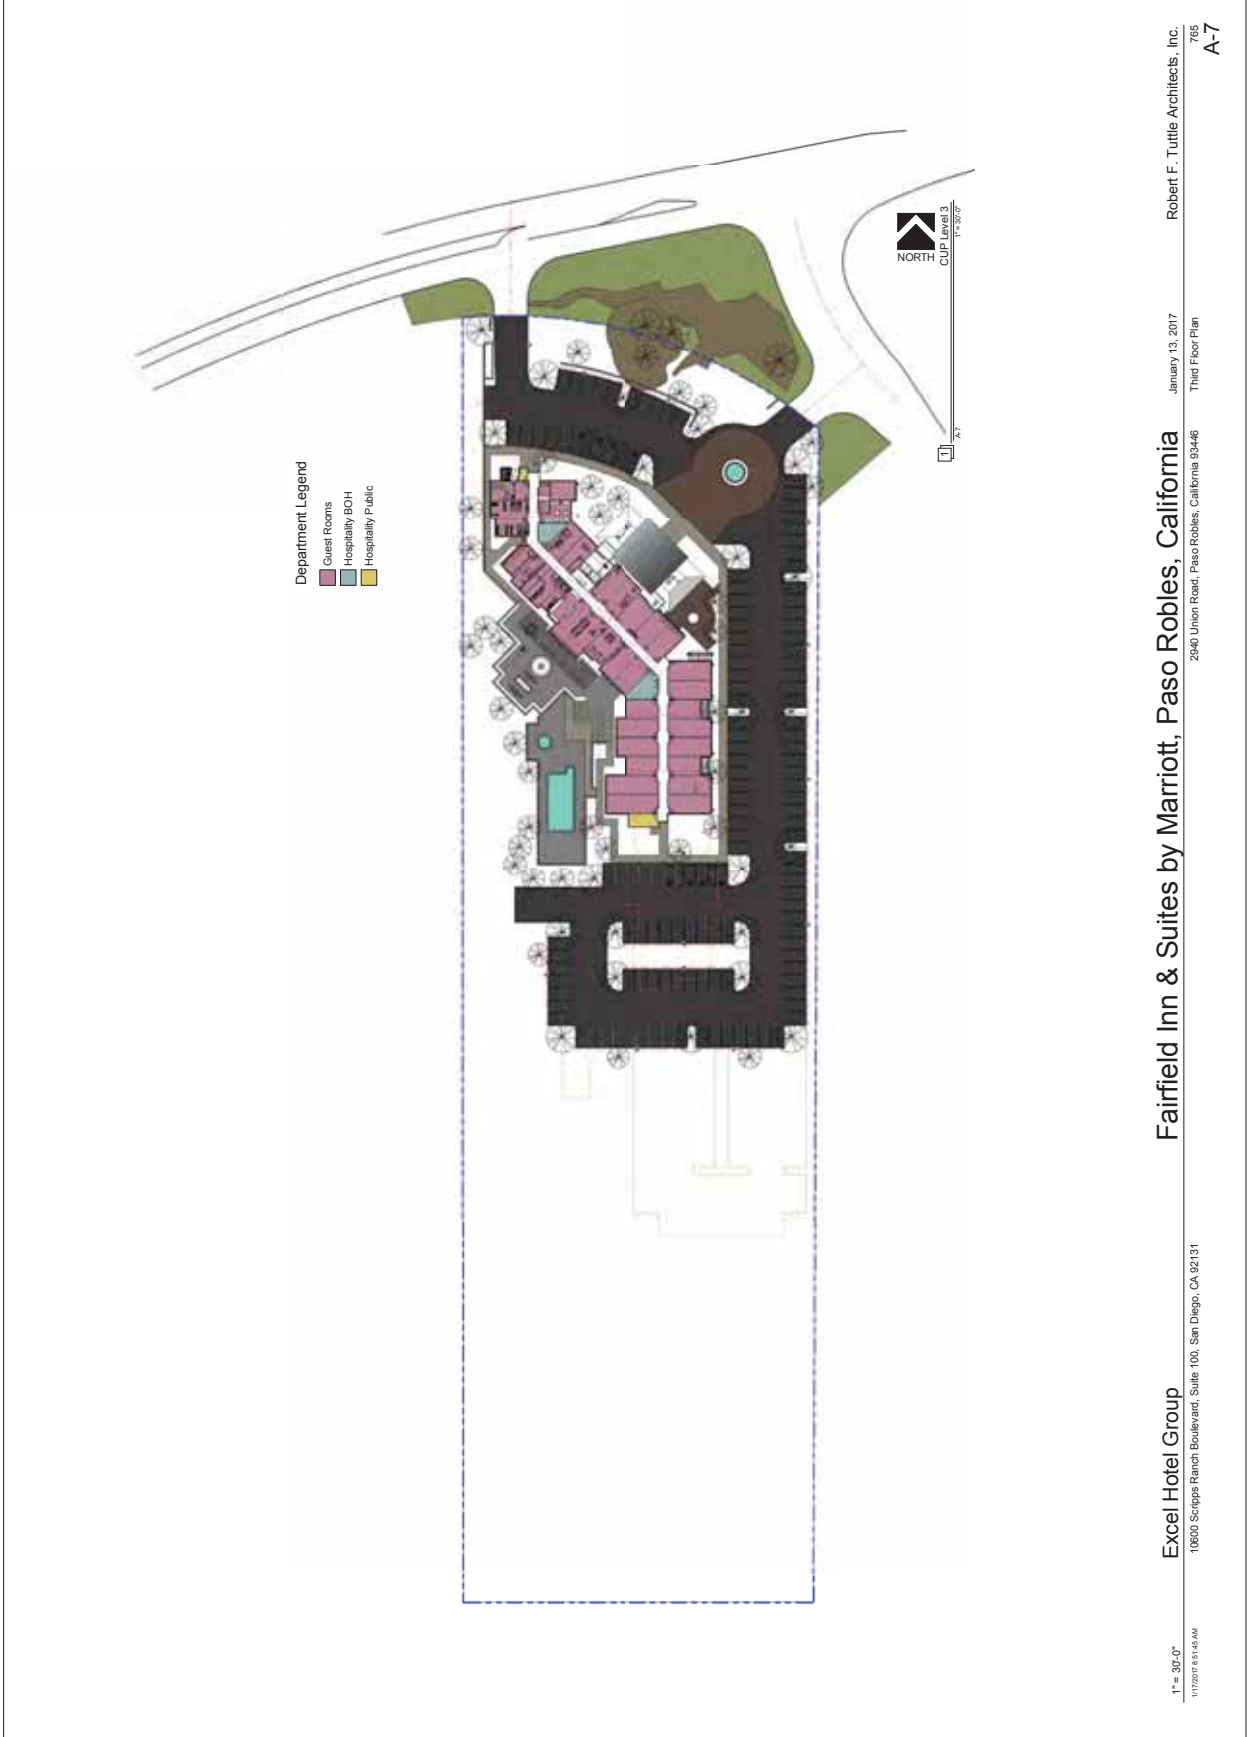 Department Legend
Guest Rooms
Hospitality BOH
Hospitality Public
NORTH
1
A-7
CUP Level 3
1" = 30'-0"
1" = 30'-0"
1/17/2017 8:51:45 AM
Excel Hotel Group
10600 Scripps Ranch Boulevard, Suite 100, San Diego, CA 92131
Fairfield Inn & Suites by Marriott, Paso Robles, California
2940 Union Road, Paso Robles, California 93446
January 13, 2017
Third Floor Plan
Robert F. Tuttle Architects, Inc.
765
A-7